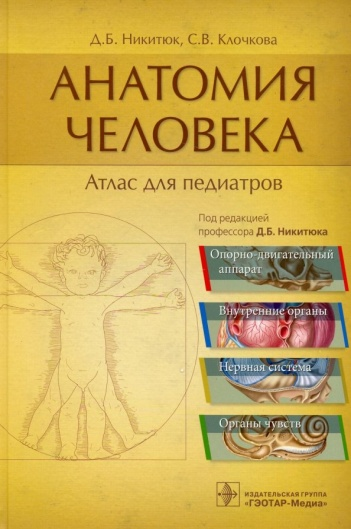 Д.Б. Никитюк, С.В. Клочкова
АНАТОМИЯ
ЧЕЛОВЕКА
Атлас для педиатров
Под редакцией
профессора Д.Б. Никитюка
Опорно-двигательный
аппарат
Внутренние органы
Нервная система
Органы чувств
ИЗДАТЕЛЬСКАЯ ГРУППА
«ГЭОТАР-Медиа»